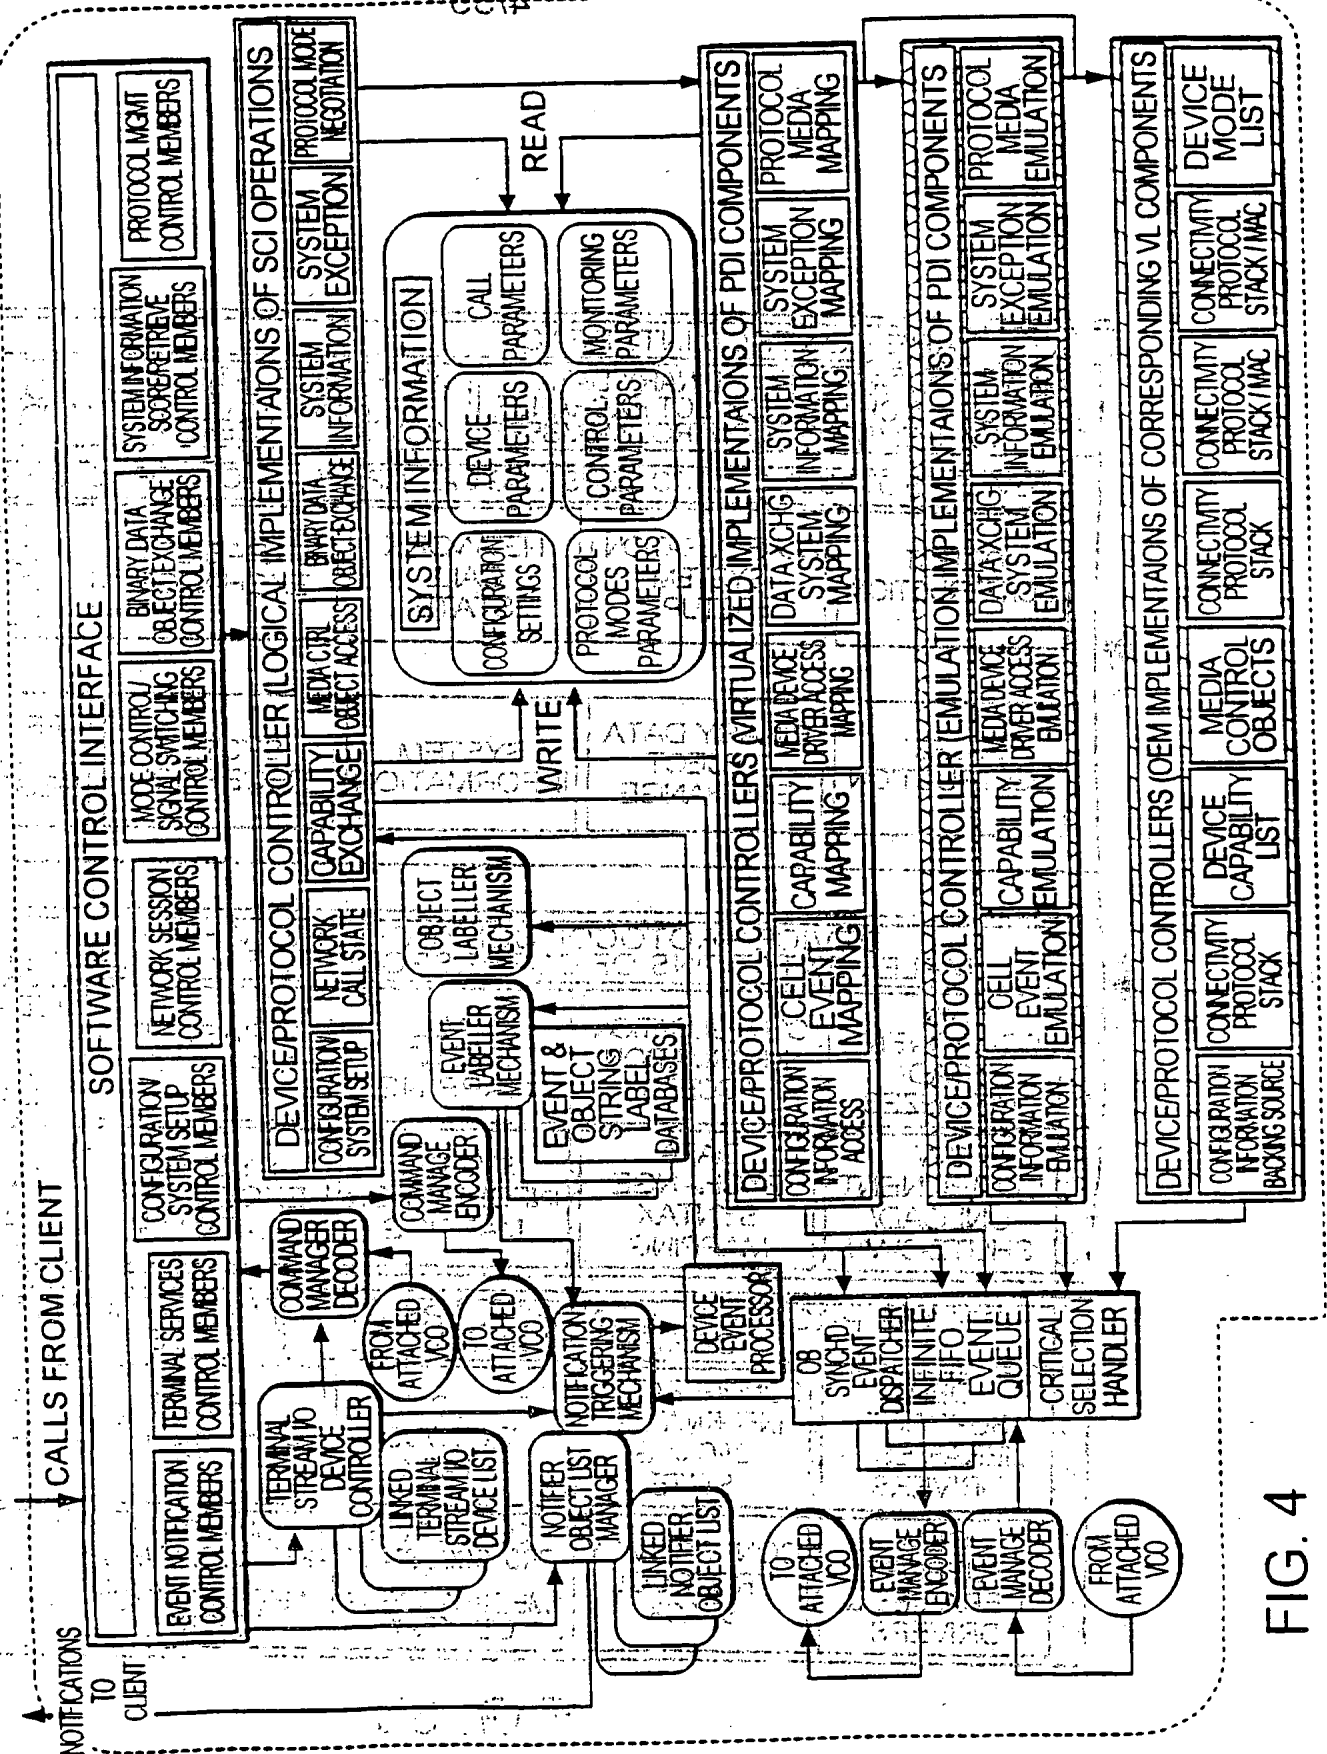 CALLS FROM CLIENT
NOTIFICATIONS
TO
CLIENT
SOFTWARE CONTROL INTERFACE
EVENT NOTIFICATION
CONTROL MEMBERS
TERMINAL SERVICES
CONTROL MEMBERS
CONFIGURATION/
SYSTEM SETUP
CONTROL MEMBERS
NETWORK SESSION
CONTROL MEMBERS
MODE CONTROL/
SIGNAL SWITCHING
CONTROL MEMBERS
BINARY DATA
OBJECT EXCHANGE
CONTROL MEMBERS
SYSTEM INFORMATION
SCORE/RETRIEVE
CONTROL MEMBERS
PROTOCOL MGMT
CONTROL MEMBERS
DEVICE/PROTOCOL CONTROLLER (LOGICAL IMPLEMENTAIONS OF SCI OPERATIONS
CONFIGURATION/
SYSTEM SETUP
NETWORK
CALL STATE
CAPABILITY
EXCHANGE
MEDIA CTRL
OBJECT ACCESS
BINARY DATA
OBJECT EXCHANGE
SYSTEM
INFORMATION
SYSTEM
EXCEPTION
PROTOCOL MODE
NEGOTIATION
TERMINAL
STREAM I/O
DEVICE
CONTROLLER
LINKED
TERMINAL
STREAM I/O
DEVICE LIST
COMMAND
MANAGER
DECODER
FROM
ATTACHED
VCO
COMMAND
MANAGE
ENCODER
TO
ATTACHED
VCO
EVENT
LABELLER
MECHANISM
OBJECT
LABELLER
MECHANISM
EVENT &
OBJECT
STRING
LABEL
DATABASES
WRITE
READ
SYSTEM INFORMATION
CONFIGURATION
SETTINGS
DEVICE
PARAMETERS
CALL
PARAMETERS
PROTOCOL
MODES
PARAMETERS
CONTROL
PARAMETERS
MONITORING
PARAMETERS
NOTIFIER
OBJECT LIST
MANAGER
LINKED
NOTIFIER
OBJECT LIST
NOTIFICATION
TRIGGERING
MECHANISM
DEVICE
EVENT
PROCESSOR
DEVICE/PROTOCOL CONTROLLERS (VIRTUALIZED IMPLEMENTAIONS OF PDI COMPONENTS
CONFIGURATION
INFORMATION
ACCESS
CELL
EVENT
MAPPING
CAPABILITY
MAPPING
MEDIA DEVICE
DRIVER ACCESS
MAPPING
DATA XCHG
SYSTEM
MAPPING
SYSTEM
INFORMATION
MAPPING
SYSTEM
EXCEPTION
MAPPING
PROTOCOL
MEDIA
MAPPING
OB
SYNCHD
EVENT
DISPATCHER
INFINITE
FIFO
EVENT
QUEUE
CRITICAL
SELECTION
HANDLER
TO
ATTACHED
VCO
EVENT
MANAGE
ENCODER
EVENT
MANAGE
DECODER
FROM
ATTACHED
VCO
DEVICE/PROTOCOL CONTROLLER (EMULATION IMPLEMENTAIONS OF PDI COMPONENTS
CONFIGURATION
INFORMATION
EMULATION
CELL
EVENT
EMULATION
CAPABILITY
EMULATION
MEDIA DEVICE
DRIVER ACCESS
EMULATION
DATA XCHG
SYSTEM
EMULATION
SYSTEM
INFORMATION
EMULATION
SYSTEM
EXCEPTION
EMULATION
PROTOCOL
MEDIA
EMULATION
DEVICE/PROTOCOL CONTROLLERS (OEM IMPLEMENTAIONS OF CORRESPONDING VL COMPONENTS
CONFIGURATION
INFORMATION
BACKING SOURCE
CONNECTIVITY
PROTOCOL
STACK
DEVICE
CAPABILITY
LIST
MEDIA
CONTROL
OBJECTS
CONNECTIVITY
PROTOCOL
STACK
CONNECTIVITY
PROTOCOL
STACK / MAC
CONNECTIVITY
PROTOCOL
STACK / MAC
DEVICE
MODE
LIST
FIG. 4